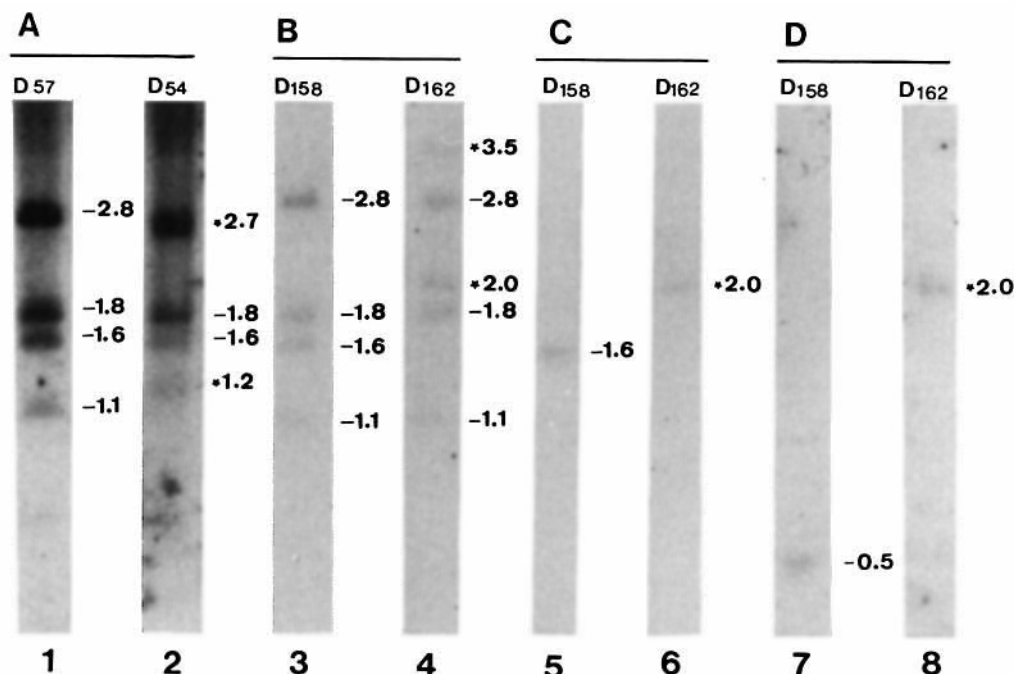 A B C D
D57 D54 D158 D162 D158 D162 D158 D162
*3.5
-2.8 *2.7 -2.8 -2.8
*2.0 *2.0 *2.0
-1.8 -1.8 -1.8 -1.8
-1.6 -1.6 -1.6 -1.6
*1.2
-1.1 -1.1 -1.1
-0.5
1 2 3 4 5 6 7 8